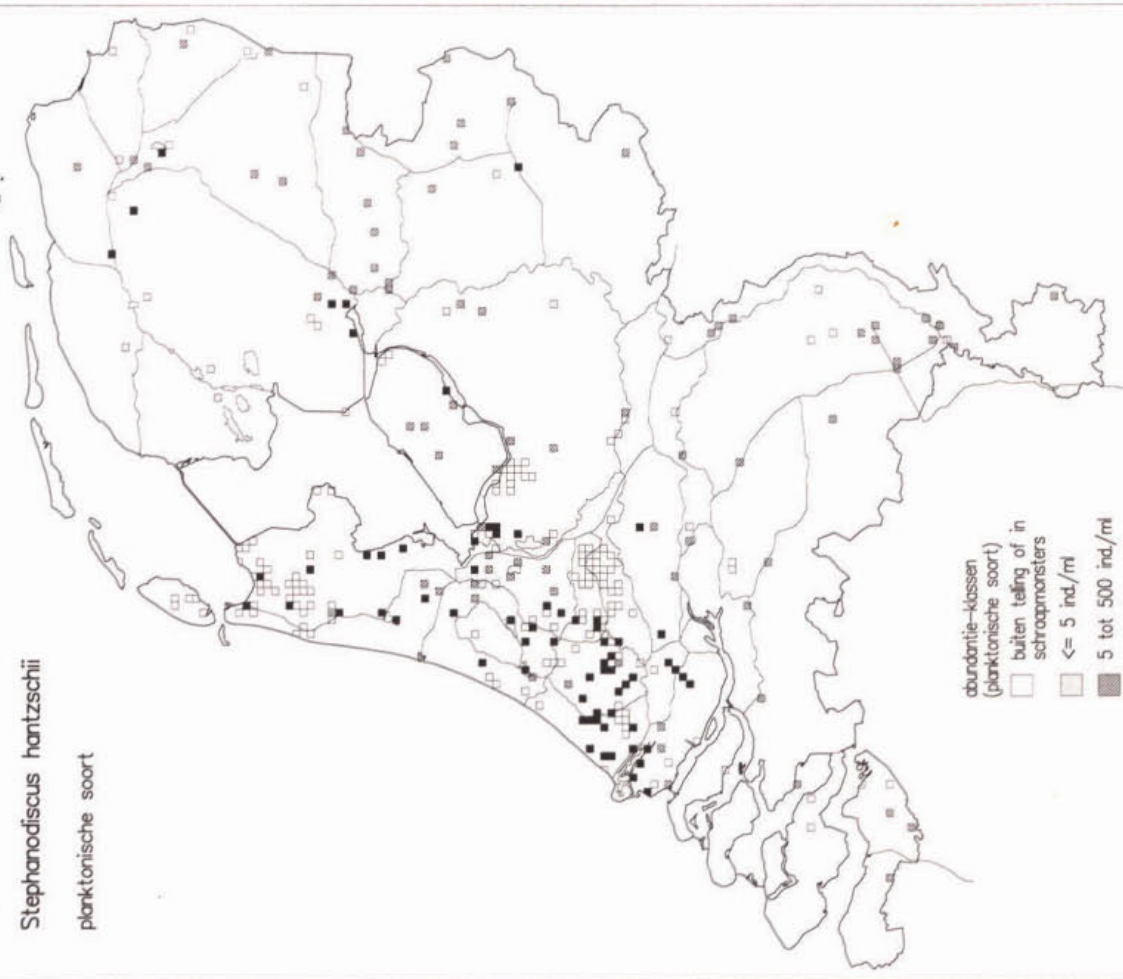 Stephanodiscus hantzschii
planktonische soort
abundantie-klassen
(planktonische soort)
buiten telling of in
schraapmonsters
<= 5 ind./ml
5 tot 500 ind/ml